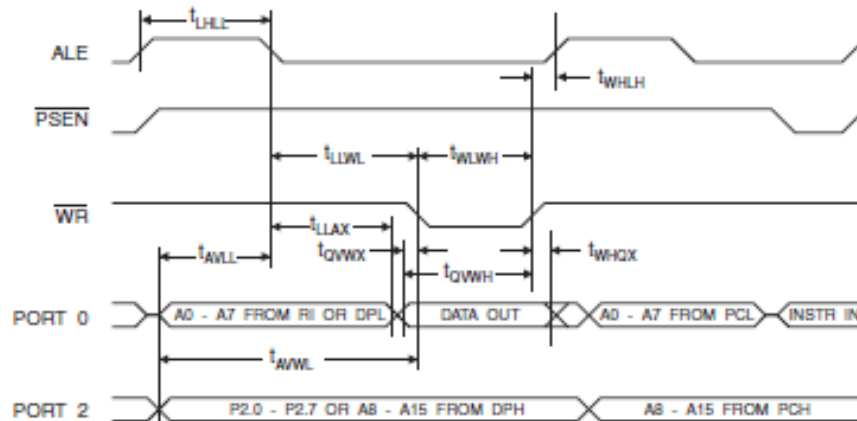 tLHLL
ALE
tWHLH
PSEN
tLLWL tWLWH
WR
tLLAX
tAVLL tQVWX tWHQX
tQVWH
PORT 0 A0 - A7 FROM RI OR DPL DATA OUT A0 - A7 FROM PCL INSTR IN
tAVWL
PORT 2 P2.0 - P2.7 OR A8 - A15 FROM DPH A8 - A15 FROM PCH